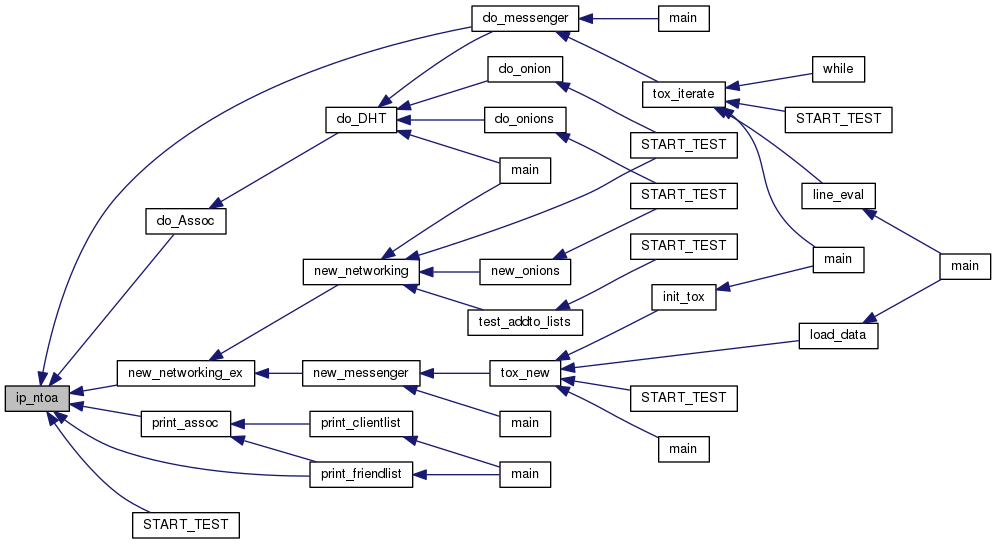 do_messenger
main
do_onion
while
tox_iterate
do_DHT
do_onions
START_TEST
START_TEST
main
START_TEST
line_eval
do_Assoc
START_TEST
main
main
new_networking
new_onions
init_tox
test_addto_lists
load_data
new_networking_ex
new_messenger
tox_new
ip_ntoa
START_TEST
print_assoc
print_clientlist
main
main
print_friendlist
main
START_TEST